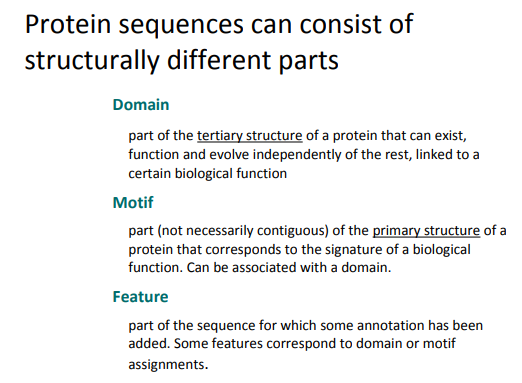 Protein sequences can consist of
structurally different parts
Domain
part of the tertiary structure of a protein that can exist,
function and evolve independently of the rest, linked to a
certain biological function
Motif
part (not necessarily contiguous) of the primary structure of a
protein that corresponds to the signature of a biological
function. Can be associated with a domain.
Feature
part of the sequence for which some annotation has been
added. Some features correspond to domain or motif
assignments.